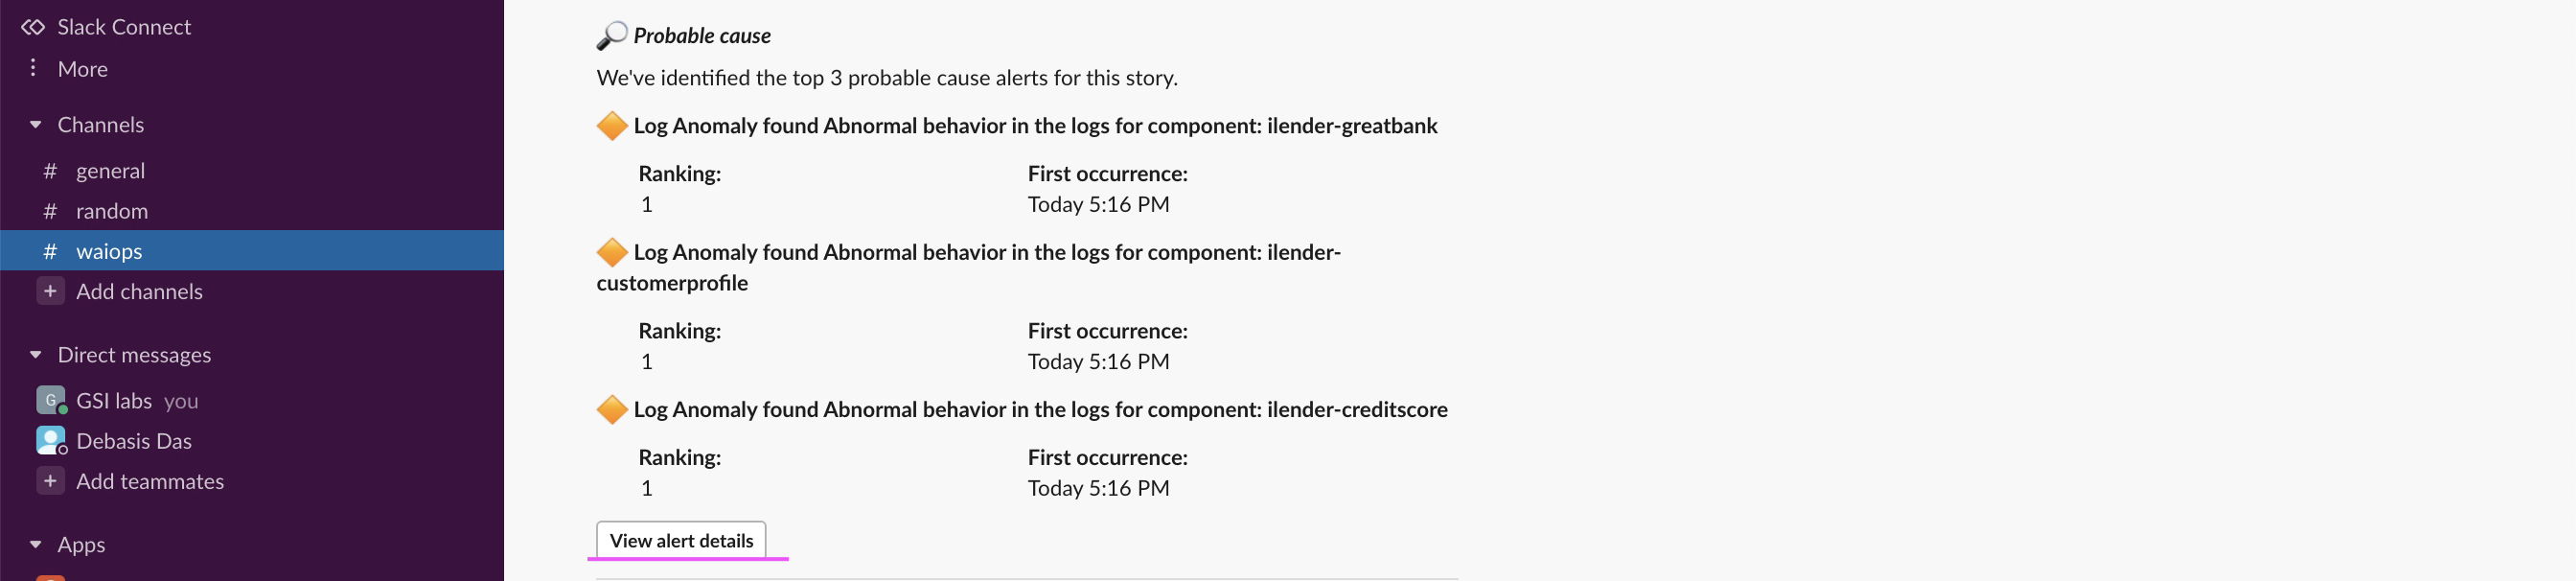 Slack Connect
More
Channels
# general
# random
# waiops
+ Add channels
Direct messages
G GSI labs you
Debasis Das
+ Add teammates
Apps
Probable cause
We've identified the top 3 probable cause alerts for this story.
Log Anomaly found Abnormal behavior in the logs for component: ilender-greatbank
Ranking: First occurrence:
1 Today 5:16 PM
Log Anomaly found Abnormal behavior in the logs for component: ilender-
customerprofile
Ranking: First occurrence:
1 Today 5:16 PM
Log Anomaly found Abnormal behavior in the logs for component: ilender-creditscore
Ranking: First occurrence:
1 Today 5:16 PM
View alert details